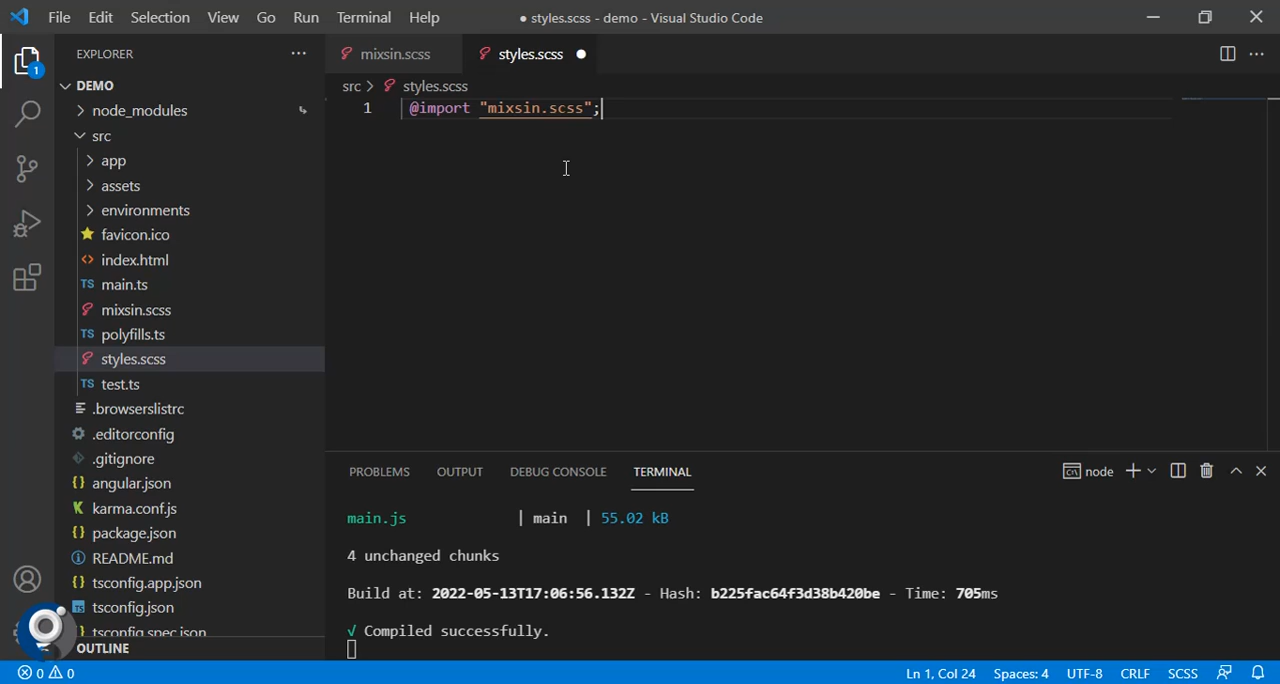 File Edit Selection View Go Run Terminal Help
● styles.scss - demo - Visual Studio Code
EXPLORER
1
DEMO
node_modules
src
app
assets
environments
favicon.ico
index.html
main.ts
mixsin.scss
polyfills.ts
styles.scss
test.ts
.browserslistrc
.editorconfig
.gitignore
angular.json
karma.conf.js
package.json
README.md
tsconfig.app.json
tsconfig.json
tsconfig.spec.json
OUTLINE
mixsin.scss styles.scss
src > styles.scss
1 @import "mixsin.scss";
PROBLEMS OUTPUT DEBUG CONSOLE TERMINAL node
main.js | main | 55.02 kB
4 unchanged chunks
Build at: 2022-05-13T17:06:56.132Z - Hash: b225fac64f3d38b420be - Time: 705ms
√ Compiled successfully.
0 0 Ln 1, Col 24 Spaces: 4 UTF-8 CRLF SCSS